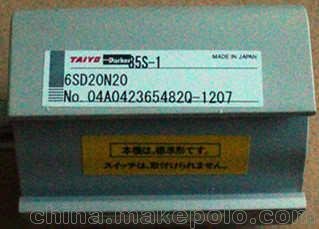 TAIYO Parker 35S-1
MADE IN JAPAN
6SD20N20
No. 04A0423654820-1207
本機は、標準形です。
スイッチは、取付けられません。
china.makepolo.com